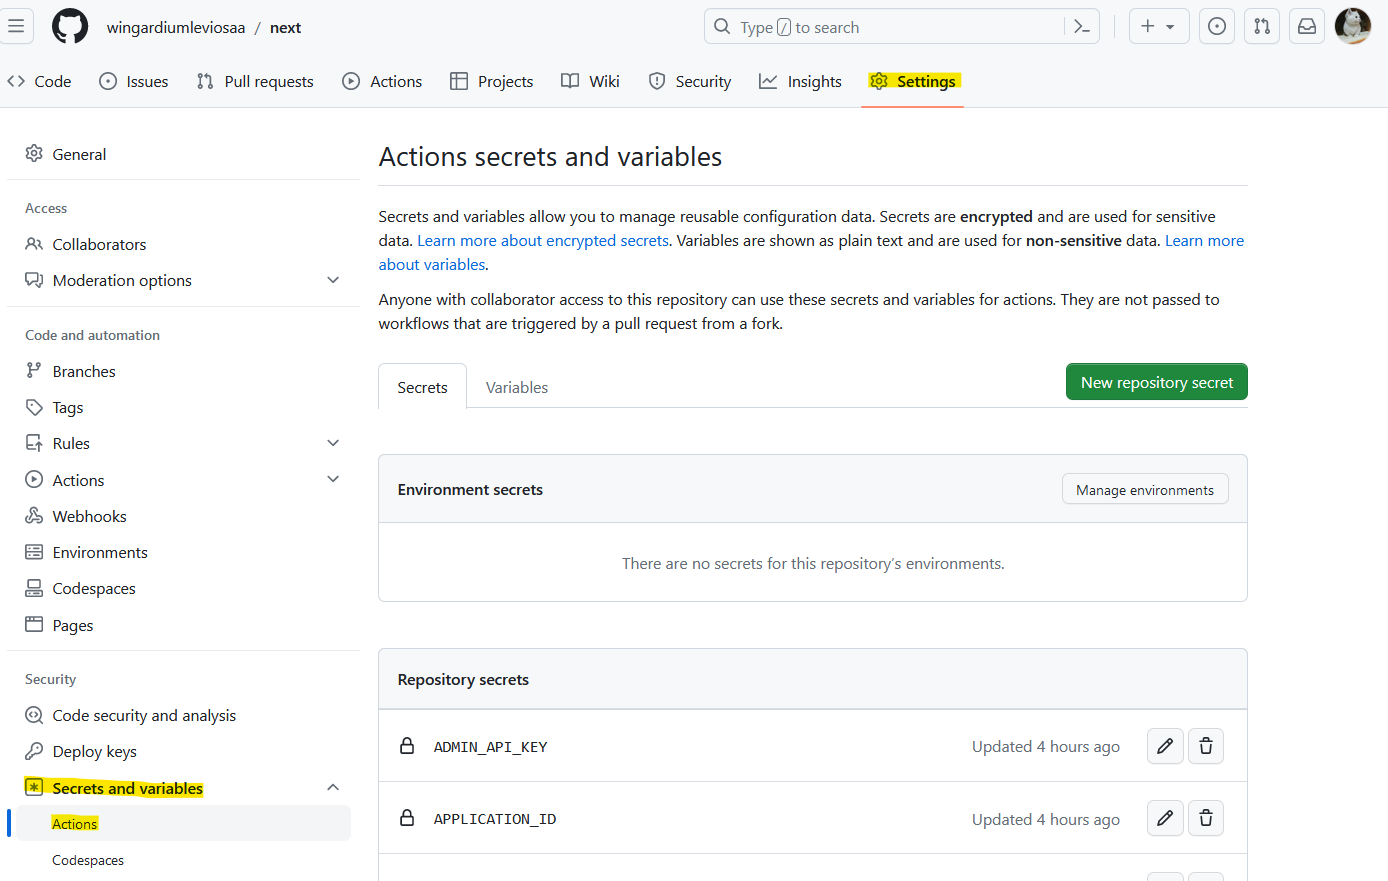 wingardiumleviosaa / next
Type / to search
Code
Issues
Pull requests
Actions
Projects
Wiki
Security
Insights
Settings
General
Access
Collaborators
Moderation options
Code and automation
Branches
Tags
Rules
Actions
Webhooks
Environments
Codespaces
Pages
Security
Code security and analysis
Deploy keys
Secrets and variables
Actions
Codespaces
Actions secrets and variables
Secrets and variables allow you to manage reusable configuration data. Secrets are encrypted and are used for sensitive
data. Learn more about encrypted secrets. Variables are shown as plain text and are used for non-sensitive data. Learn more
about variables.
Anyone with collaborator access to this repository can use these secrets and variables for actions. They are not passed to
workflows that are triggered by a pull request from a fork.
Secrets
Variables
New repository secret
Environment secrets
Manage environments
There are no secrets for this repository's environments.
Repository secrets
ADMIN_API_KEY
Updated 4 hours ago
APPLICATION_ID
Updated 4 hours ago